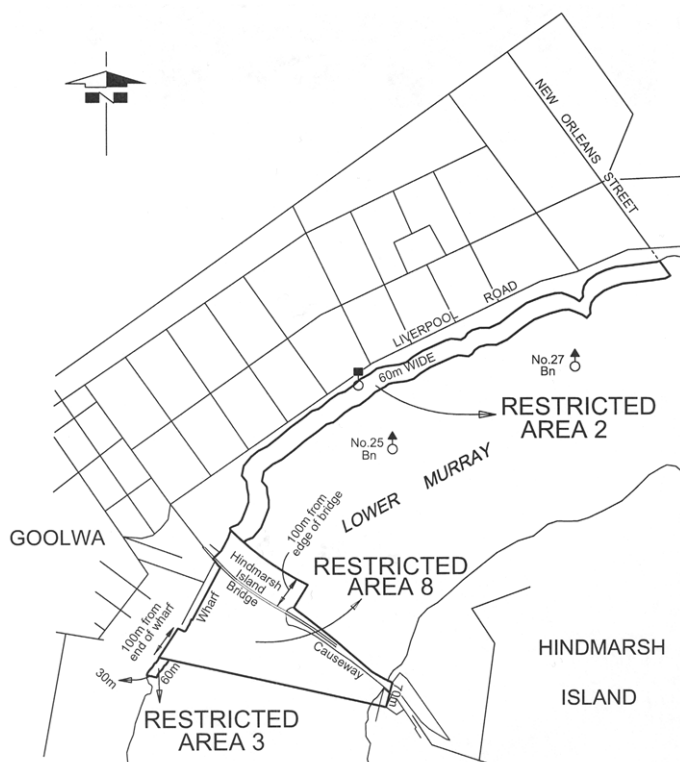 N
NEW ORLEANS STREET
LIVERPOOL ROAD
60m WIDE
No.27
Bn
RESTRICTED
AREA 2
No.25
Bn
LOWER MURRAY
GOOLWA
100m from
edge of bridge
Hindmarsh
Island
Bridge
RESTRICTED
AREA 8
Wharf
100m from
end of wharf
Causeway
HINDMARSH
ISLAND
30m
60m
70m
RESTRICTED
AREA 3